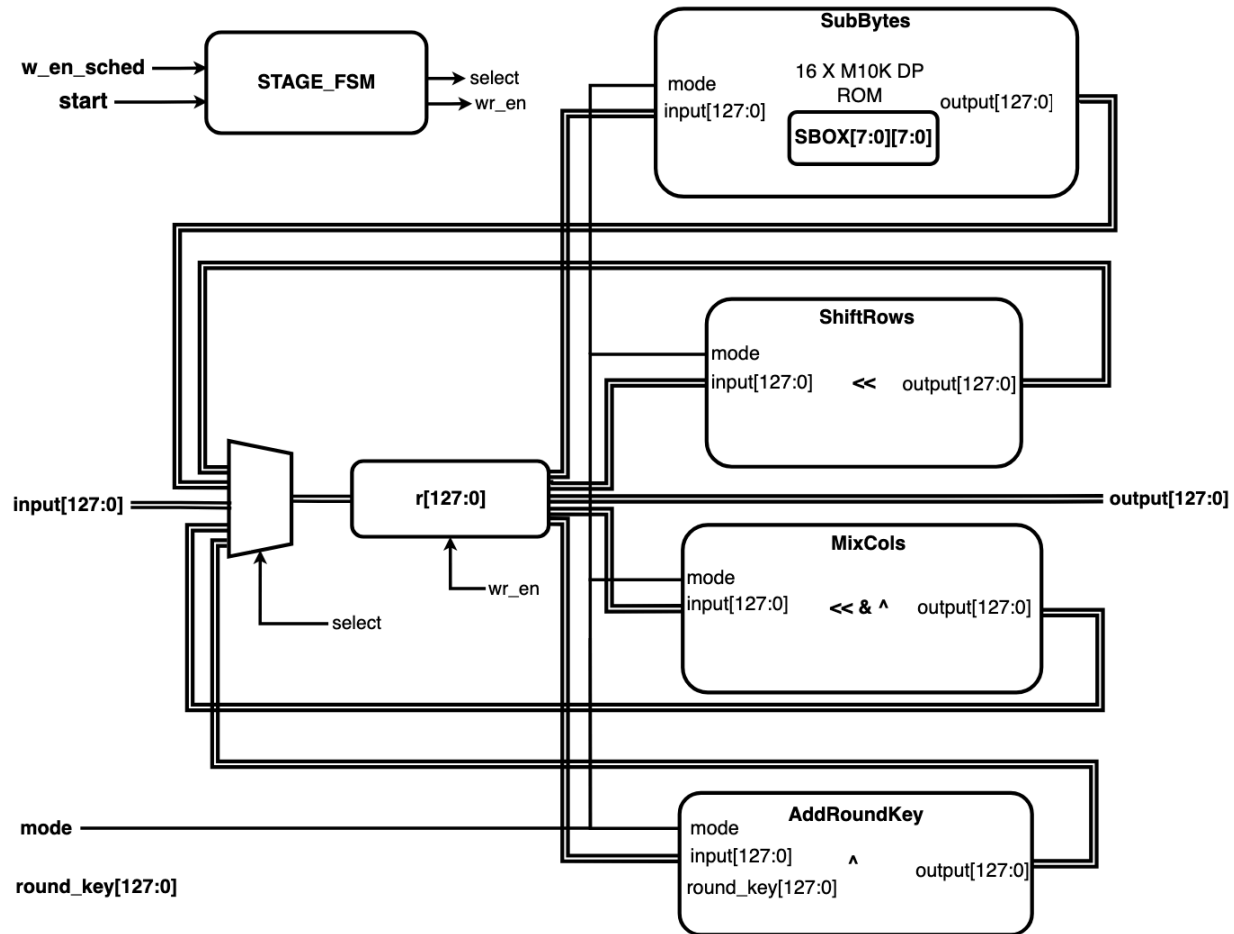 SubBytes
w_en_sched
start
STAGE_FSM
select
wr_en
mode
input[127:0]
16 X M10K DP
ROM
SBOX[7:0][7:0]
output[127:0]
ShiftRows
mode
input[127:0]
<<
output[127:0]
input[127:0]
r[127:0]
output[127:0]
wr_en
select
MixCols
mode
input[127:0]
<< & ^
output[127:0]
mode
round_key[127:0]
AddRoundKey
mode
input[127:0]
^
round_key[127:0]
output[127:0]